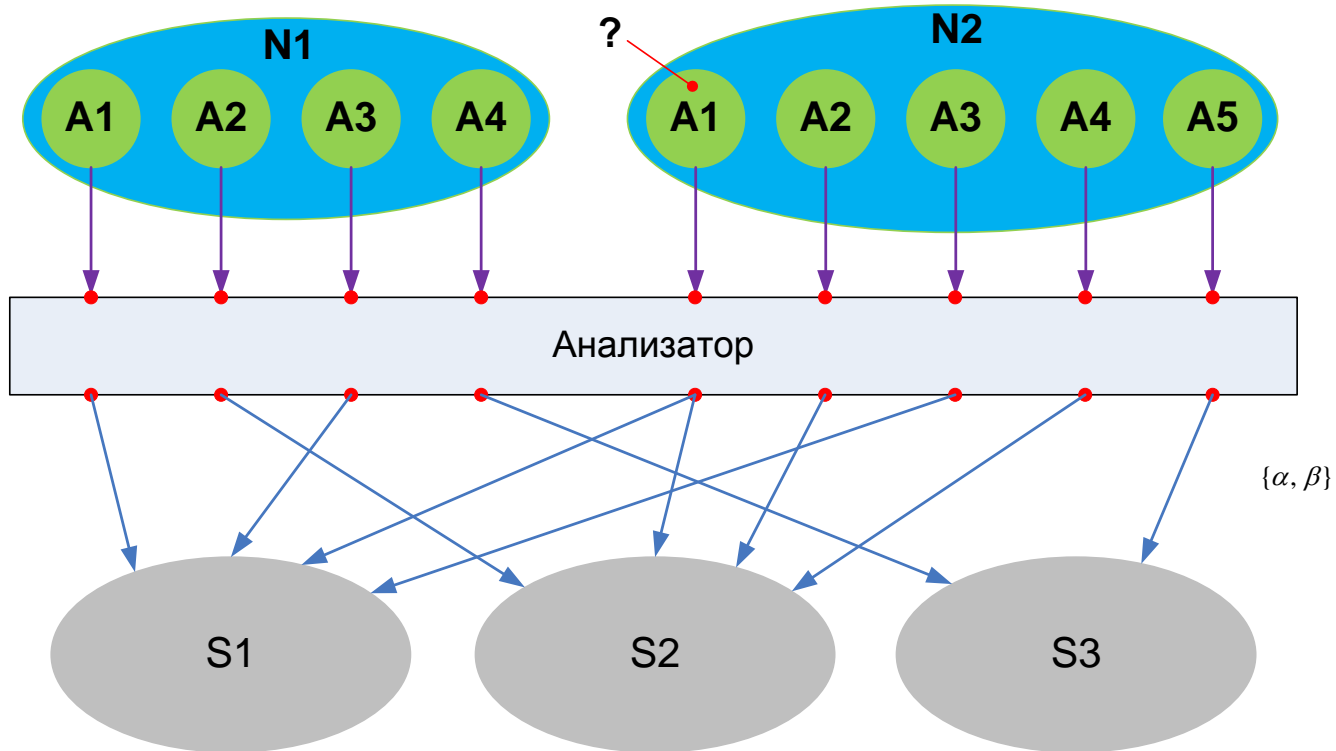 N1
A1 A2 A3 A4
?
N2
A1 A2 A3 A4 A5
Анализатор
{α, β}
S1 S2 S3